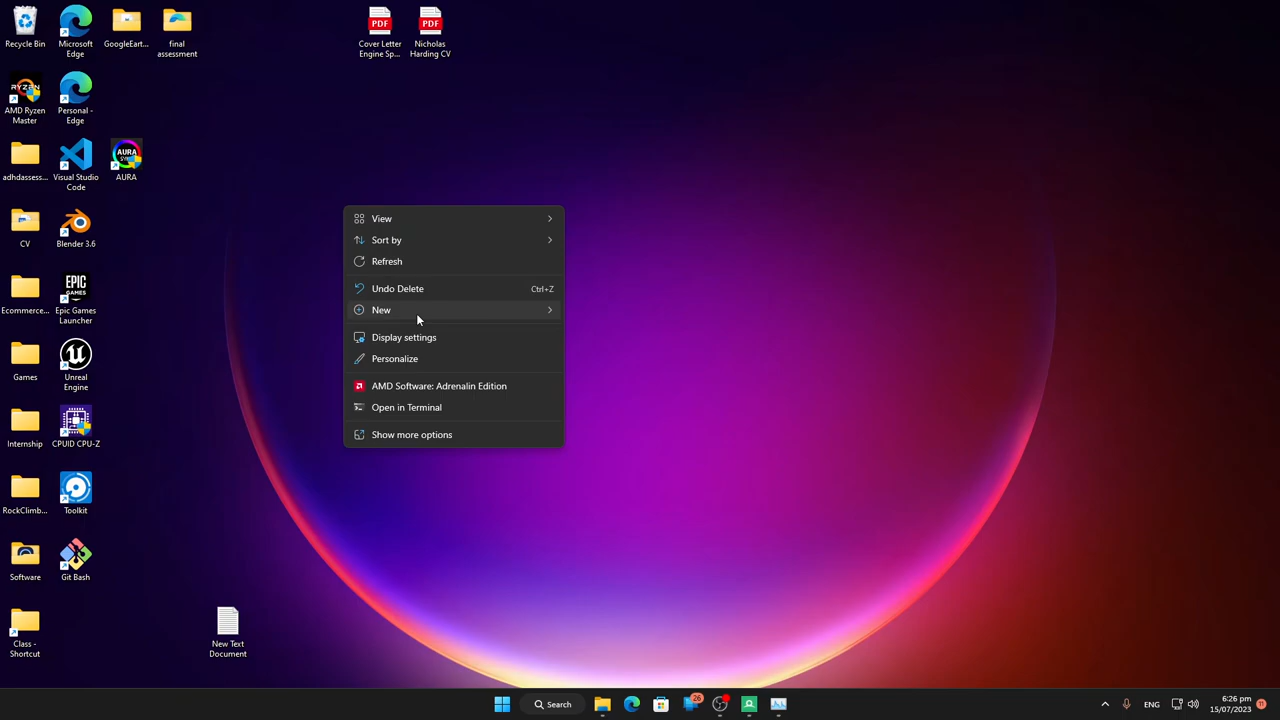 Recycle Bin
Microsoft
Edge
GoogleEart...
final
assessment
PDF
Cover Letter
Engine Sp...
PDF
Nicholas
Harding CV
RYZEN
AMD Ryzen
Master
Personal -
Edge
adhdassess...
Visual Studio
Code
AURA
AURA
CV
Blender 3.6
Ecommerce...
EPIC
GAMES
Epic Games
Launcher
Games
Unreal
Engine
Internship
CPUID CPU-Z
RockClimb...
Toolkit
Software
Git Bash
Class -
Shortcut
New Text
Document
View
Sort by
Refresh
Undo Delete Ctrl+Z
New
Display settings
Personalize
AMD Software: Adrenalin Edition
Open in Terminal
Show more options
Search
26
ENG
6:26 pm
15/07/2023
11